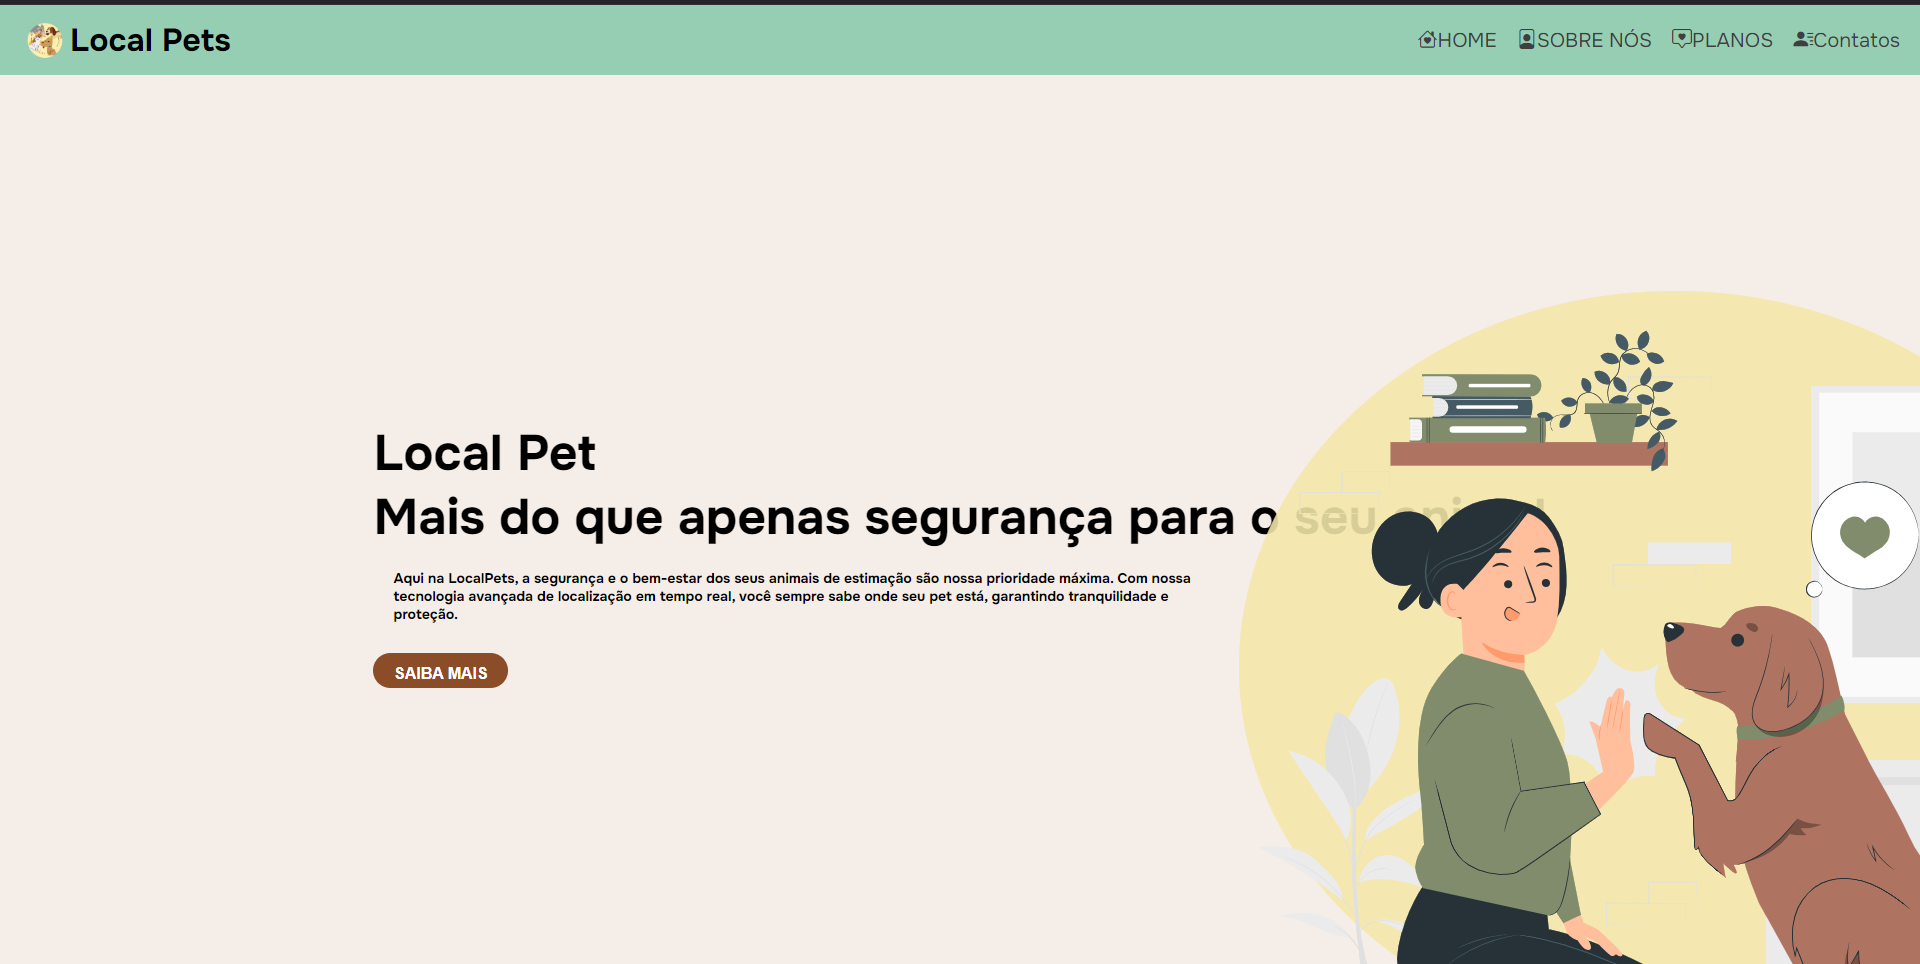 Local Pets
HOME
SOBRE NÓS
PLANOS
Contatos
Local Pet
Mais do que apenas segurança para o seu animal
Aqui na LocalPets, a segurança e o bem-estar dos seus animais de estimação são nossa prioridade máxima. Com nossa
tecnologia avançada de localização em tempo real, você sempre sabe onde seu pet está, garantindo tranquilidade e
proteção.
SAIBA MAIS